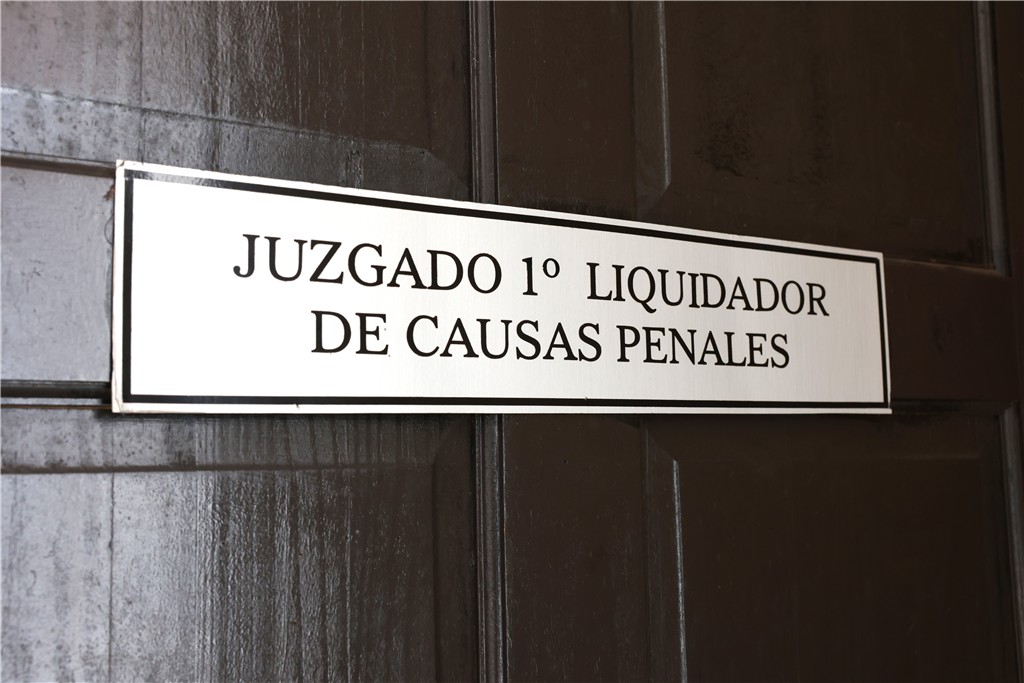 JUZGADO 1º LIQUIDADOR
DE CAUSAS PENALES